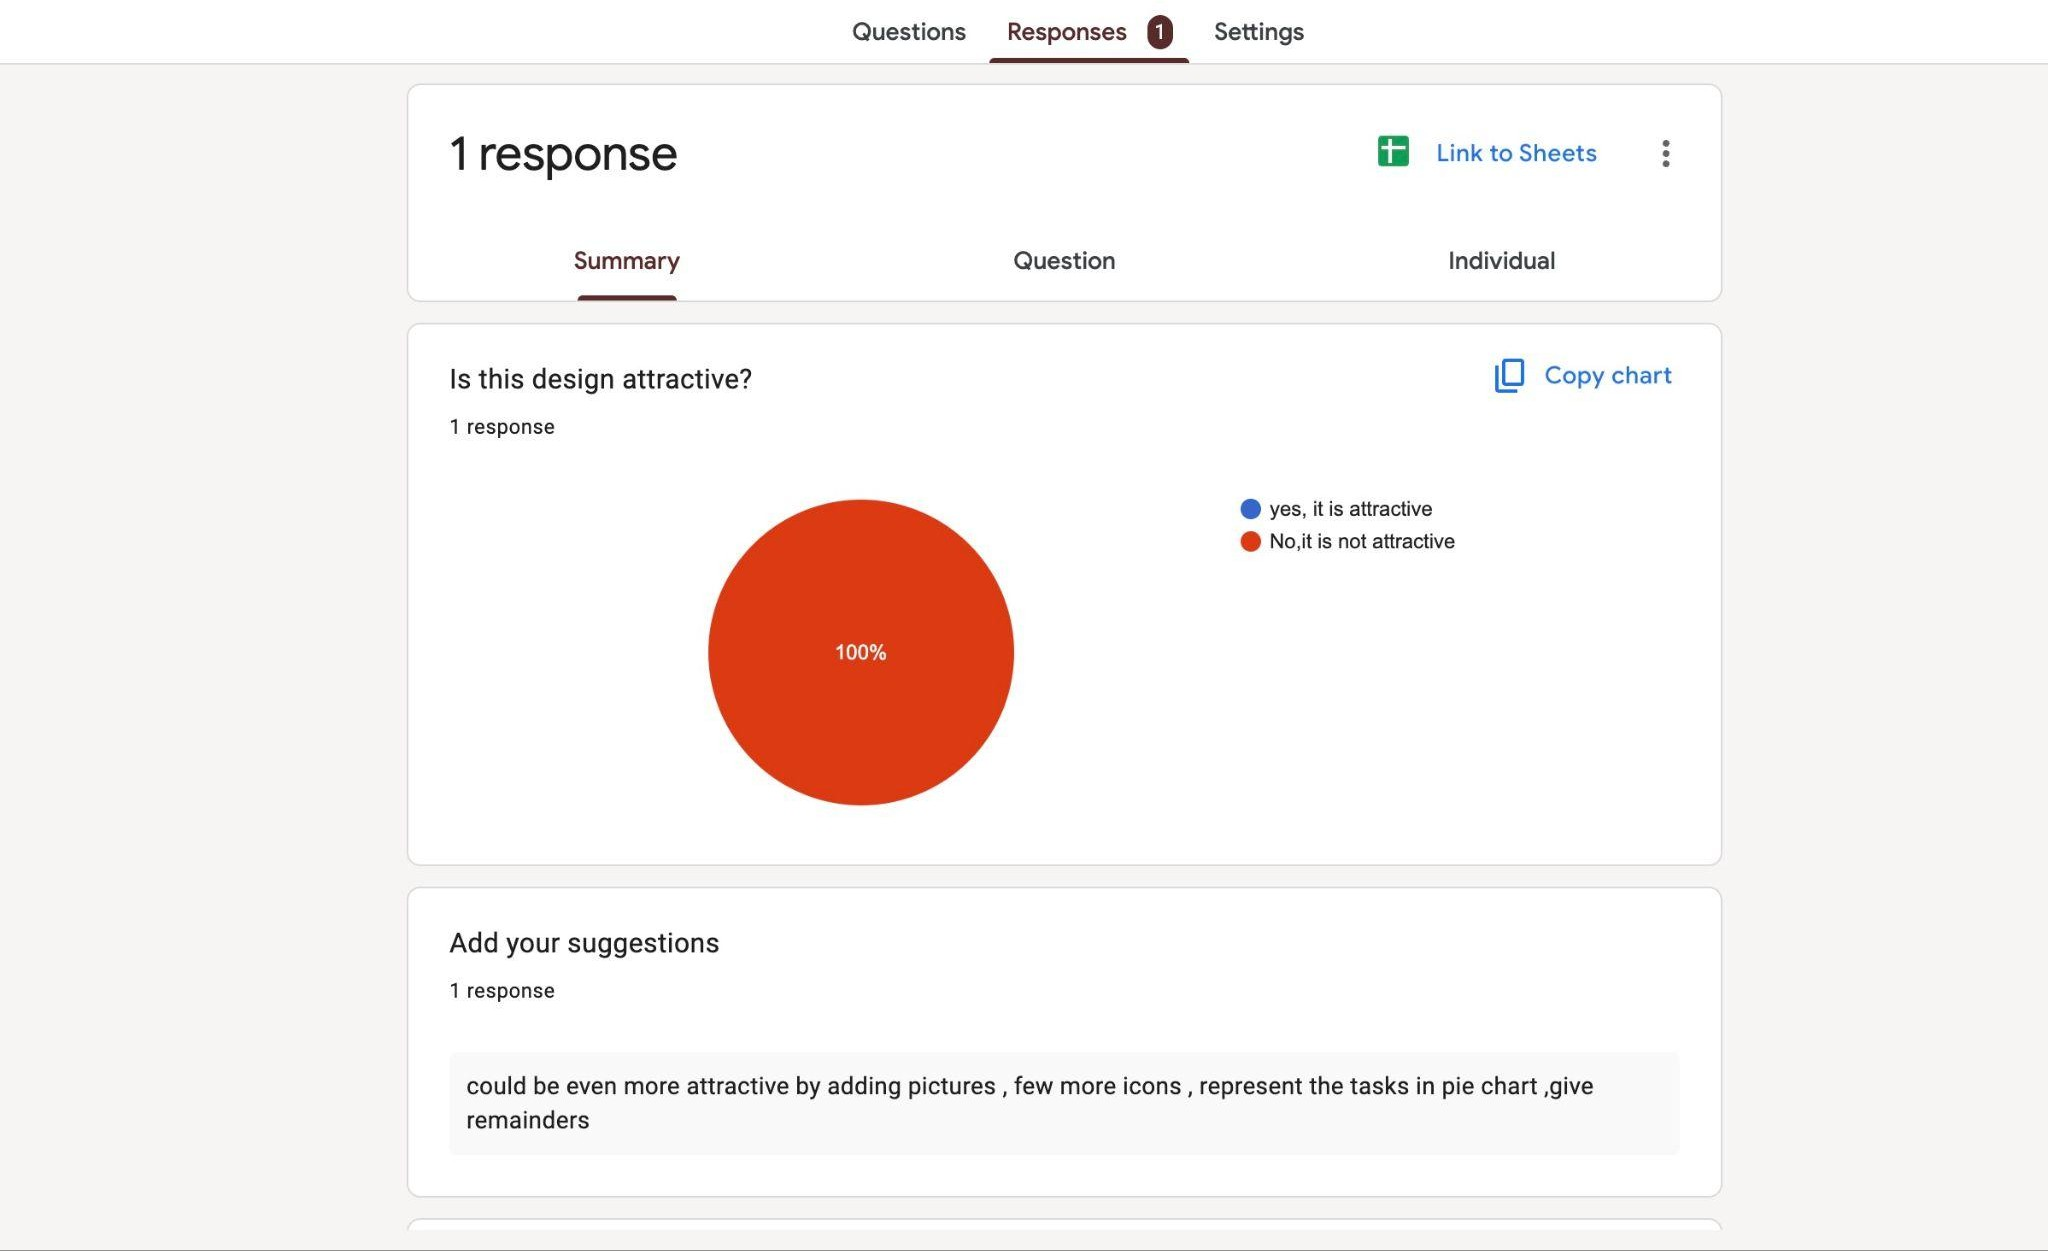 Questions
Responses 1
Settings
1 response
Link to Sheets
Summary
Question
Individual
Is this design attractive?
Copy chart
1 response
yes, it is attractive
No,it is not attractive
100%
Add your suggestions
1 response
could be even more attractive by adding pictures , few more icons , represent the tasks in pie chart ,give
remainders